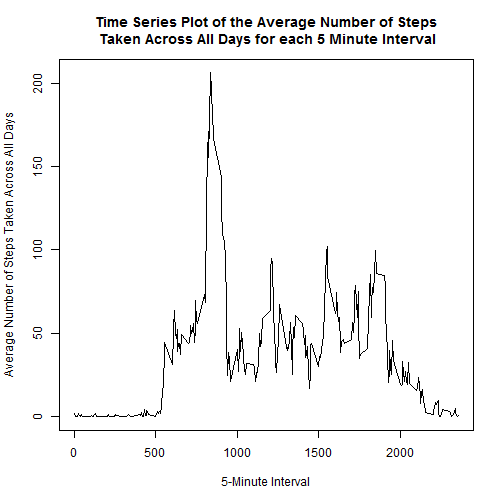 Time Series Plot of the Average Number of Steps
Taken Across All Days for each 5 Minute Interval
Average Number of Steps Taken Across All Days
200
150
100
50
0
0 500 1000 1500 2000
5-Minute Interval